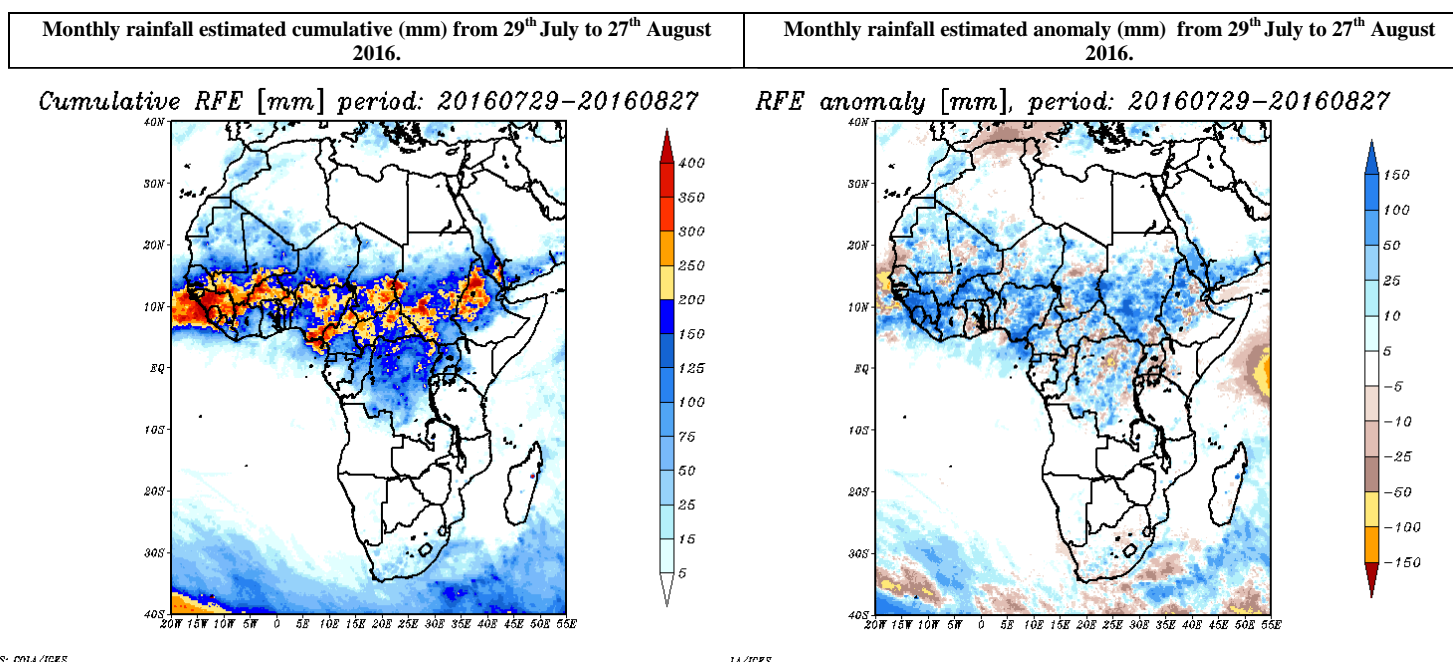 Monthly rainfall estimated cumulative (mm) from 29th July to 27th August
2016.
Monthly rainfall estimated anomaly (mm) from 29th July to 27th August
2016.
Cumulative RFE [mm] period: 20160729-20160827
40N
30N
20N
10N
EQ
10S
20S
30S
40S
20W 15W 10W 5W 0 5E 10E 15E 20E 25E 30E 35E 40E 45E 50E 55E
400
350
300
250
200
150
125
100
75
50
25
15
5
RFE anomaly [mm], period: 20160729-20160827
40N
30N
20N
10N
EQ
10S
20S
30S
40S
20W 15W 10W 5W 0 5E 10E 15E 20E 25E 30E 35E 40E 45E 50E 55E
150
100
50
25
10
5
-5
-10
-25
-50
-100
-150